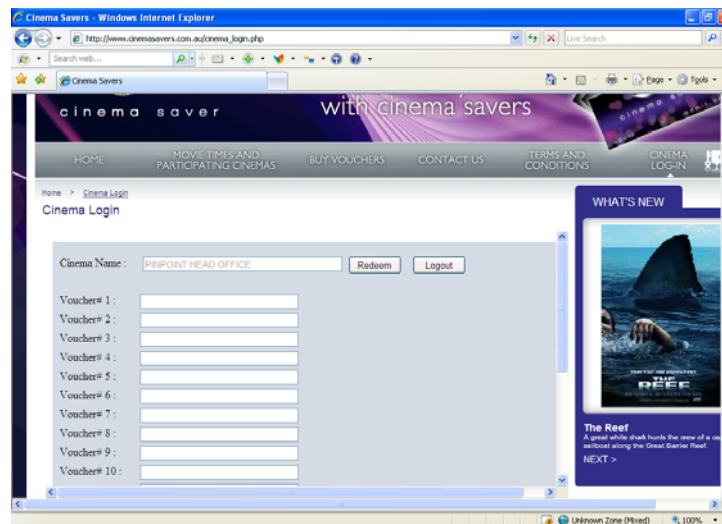 Cinema Savers - Windows Internet Explorer
http://www.cinemasavers.com.au/cinema_login.php
Live Search
Search web...
Cinema Savers
Page
Tools
cinema saver
with cinema savers
HOME
MOVIE TIMES AND PARTICIPATING CINEMAS
BUY VOUCHERS
CONTACT US
TERMS AND CONDITIONS
CINEMA LOG-IN
Home > Cinema Login
Cinema Login
WHAT'S NEW
Cinema Name :
PINPOINT HEAD OFFICE
Redeem
Logout
Voucher# 1 :
Voucher# 2 :
Voucher# 3 :
Voucher# 4 :
Voucher# 5 :
Voucher# 6 :
Voucher# 7 :
Voucher# 8 :
Voucher# 9 :
Voucher# 10 :
THE
REEF
The Reef
A great white shark hunts the crew of a
sailboat along the Great Barrier Reef.
NEXT >
Unknown Zone (Mixed)
100%